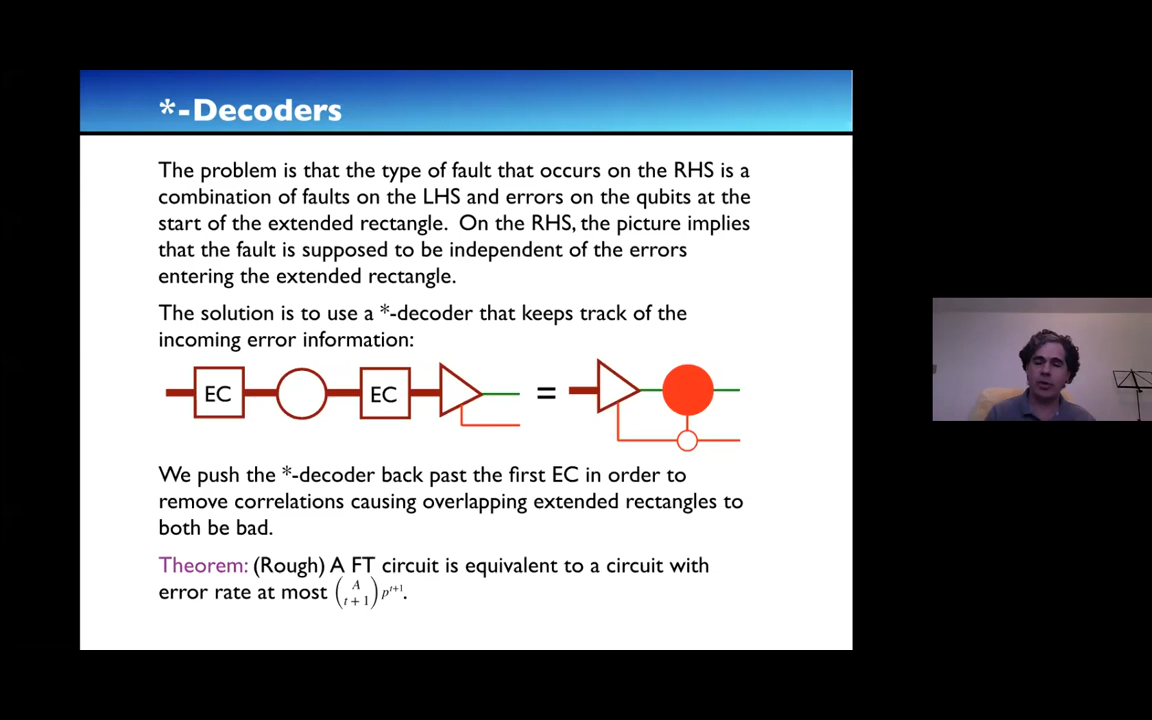 *-Decoders
The problem is that the type of fault that occurs on the RHS is a
combination of faults on the LHS and errors on the qubits at the
start of the extended rectangle. On the RHS, the picture implies
that the fault is supposed to be independent of the errors
entering the extended rectangle.
The solution is to use a *-decoder that keeps track of the
incoming error information:
EC EC =
We push the *-decoder back past the first EC in order to
remove correlations causing overlapping extended rectangles to
both be bad.
Theorem: (Rough) A FT circuit is equivalent to a circuit with
error rate at most (A t + 1) p^{t+1}.